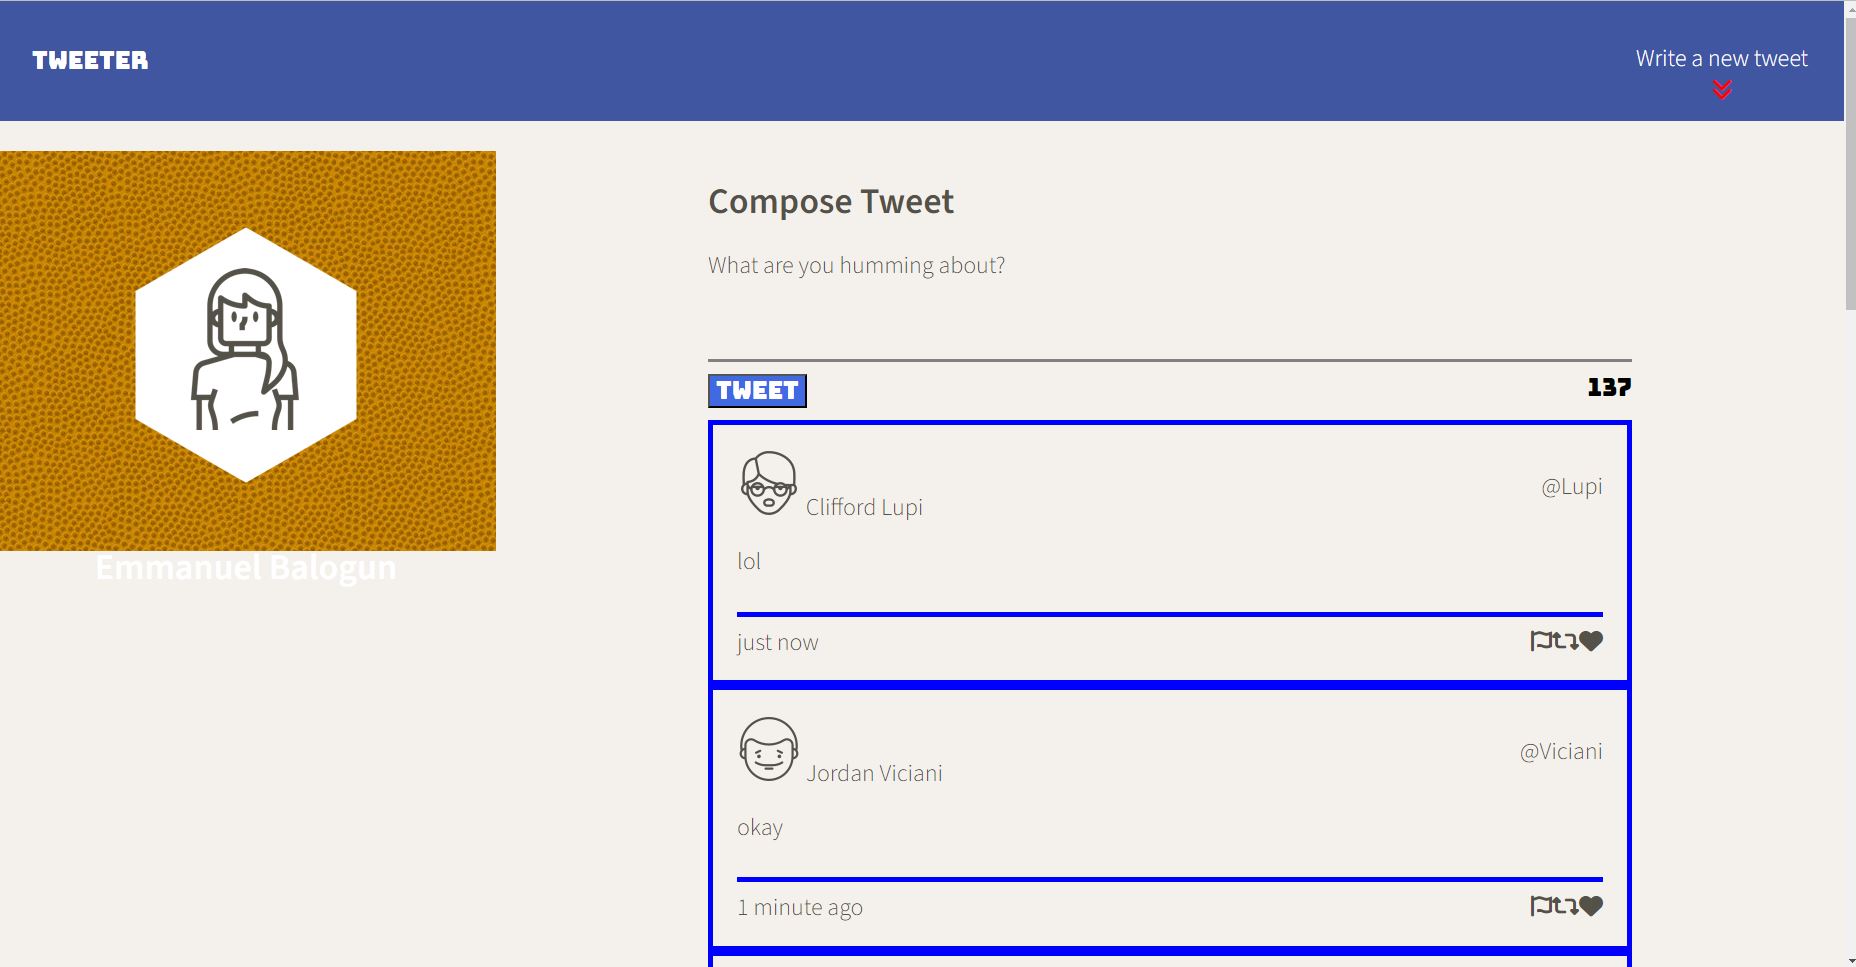 TWEETER
Write a new tweet
Emmanuel Balogun
Compose Tweet
What are you humming about?
TWEET
137
Clifford Lupi
@Lupi
lol
just now
Jordan Viciani
@Viciani
okay
1 minute ago